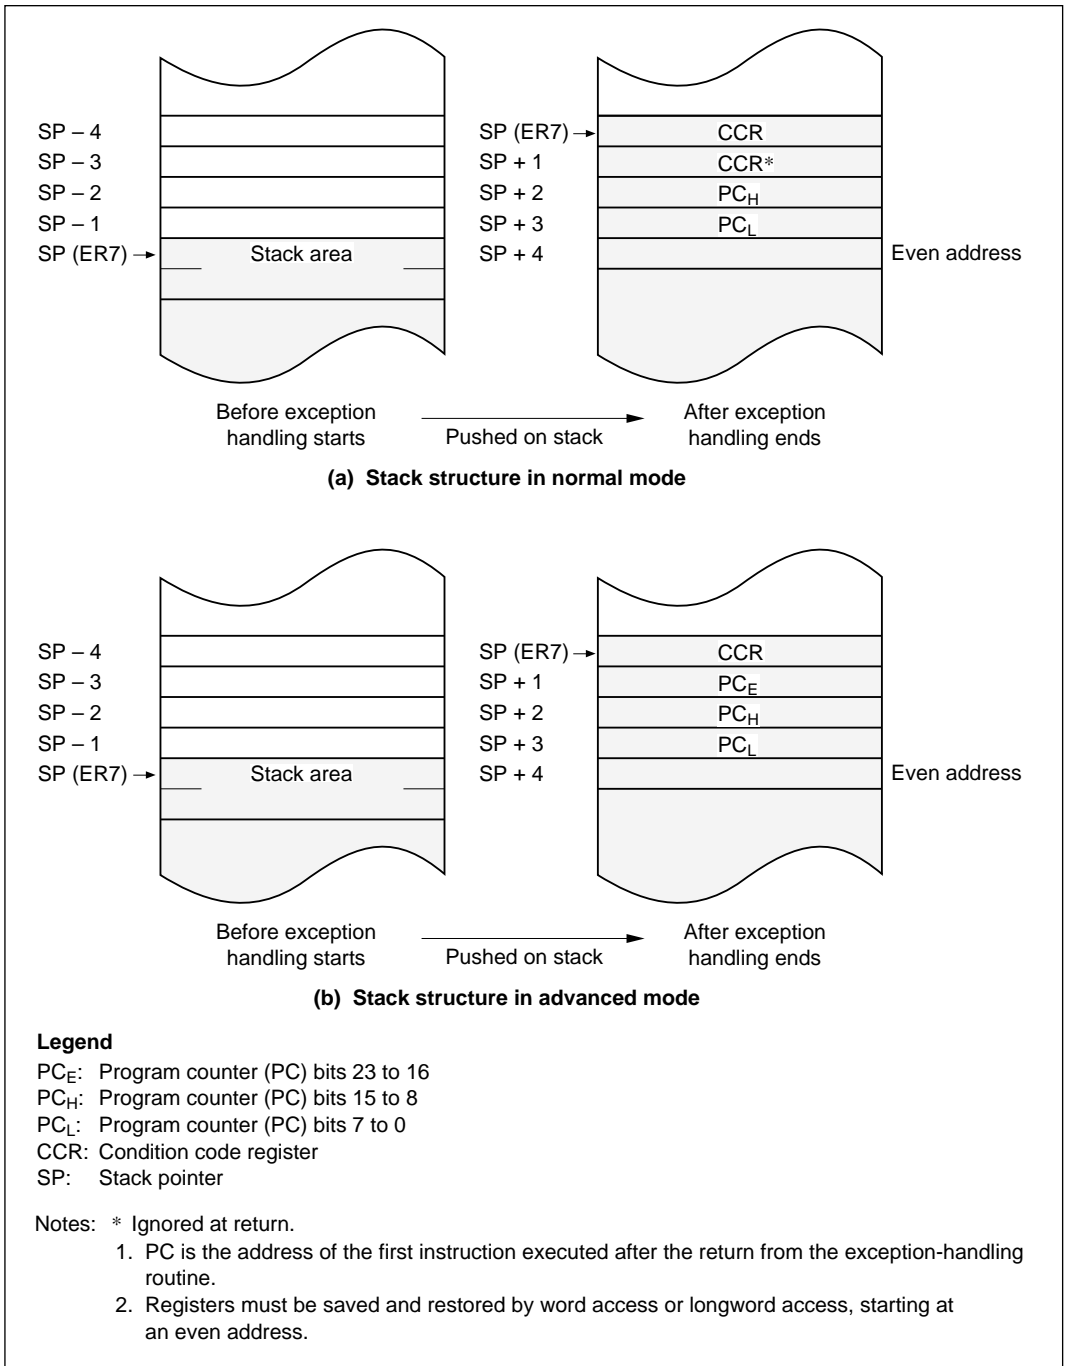 SP – 4
SP – 3
SP – 2
SP – 1
SP (ER7)
Stack area
SP (ER7)
SP + 1
SP + 2
SP + 3
SP + 4
CCR
CCR*
PCH
PCL
Even address
Before exception
handling starts
Pushed on stack
After exception
handling ends
(a) Stack structure in normal mode
SP – 4
SP – 3
SP – 2
SP – 1
SP (ER7)
Stack area
SP (ER7)
SP + 1
SP + 2
SP + 3
SP + 4
CCR
PCE
PCH
PCL
Even address
Before exception
handling starts
Pushed on stack
After exception
handling ends
(b) Stack structure in advanced mode
Legend
PCE: Program counter (PC) bits 23 to 16
PCH: Program counter (PC) bits 15 to 8
PCL: Program counter (PC) bits 7 to 0
CCR: Condition code register
SP: Stack pointer
Notes: * Ignored at return.
1. PC is the address of the first instruction executed after the return from the exception-handling
routine.
2. Registers must be saved and restored by word access or longword access, starting at
an even address.